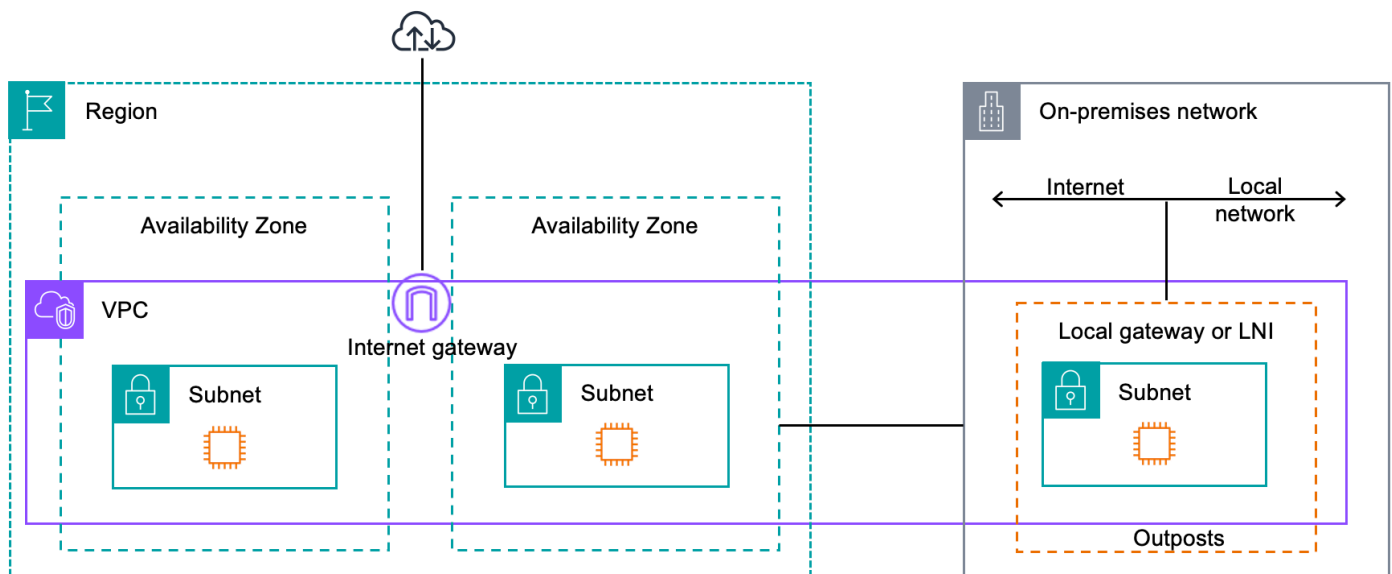 Region
On-premises network
Internet
Local
network
Availability Zone
Availability Zone
VPC
Internet gateway
Local gateway or LNI
Subnet
Subnet
Subnet
Outposts